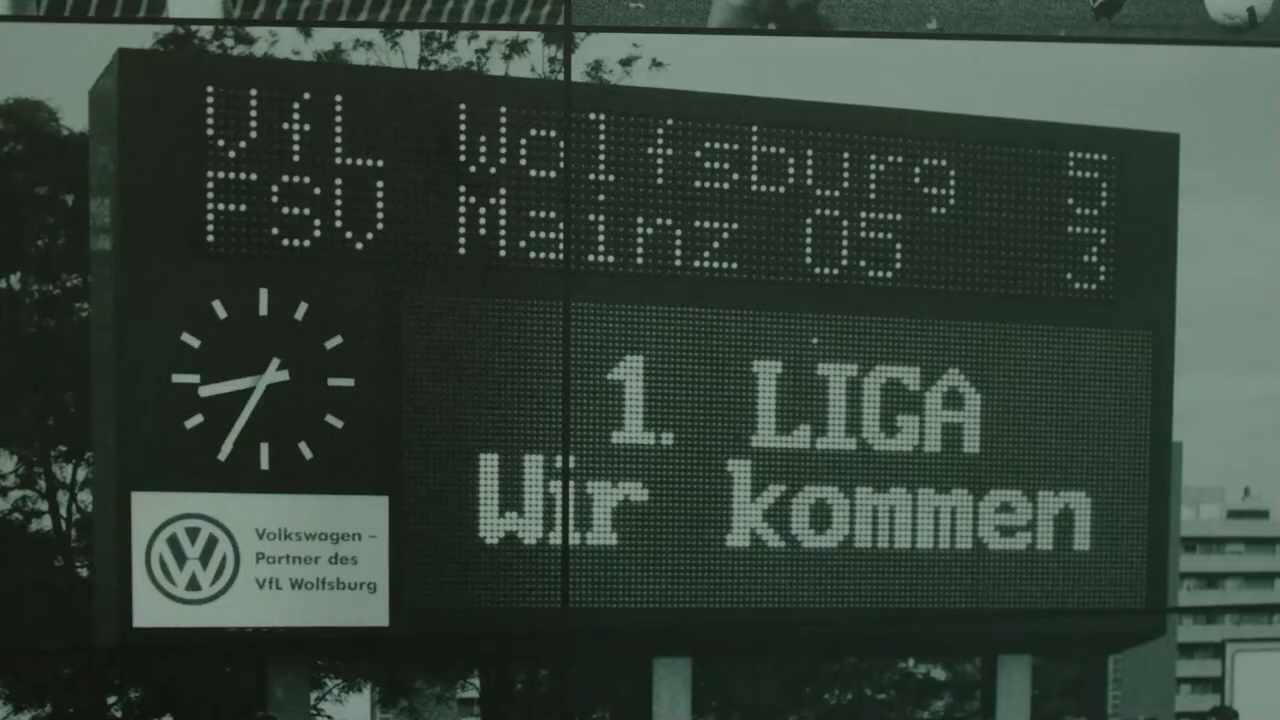 VfL Wolfsburg 5
FSV Mainz 05 3
1. LIGA
Wir kommen
Volkswagen –
Partner des
VfL Wolfsburg